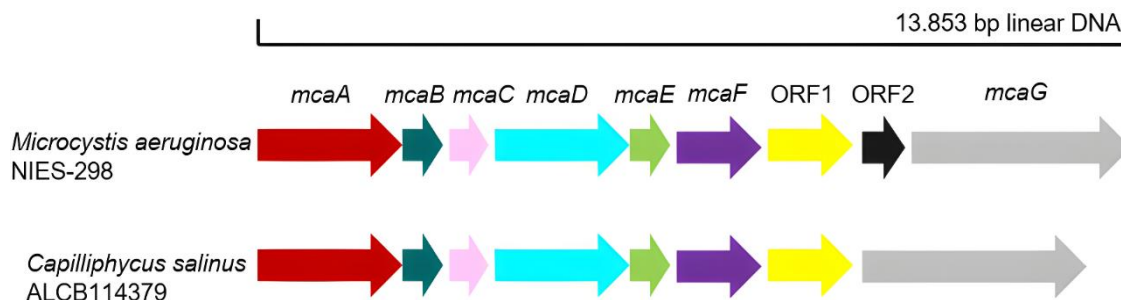 13.853 bp linear DNA
mcaA mcaB mcaC mcaD mcaE mcaF ORF1 ORF2 mcaG
Microcystis aeruginosa
NIES-298
Capilliphycus salinus
ALCB114379